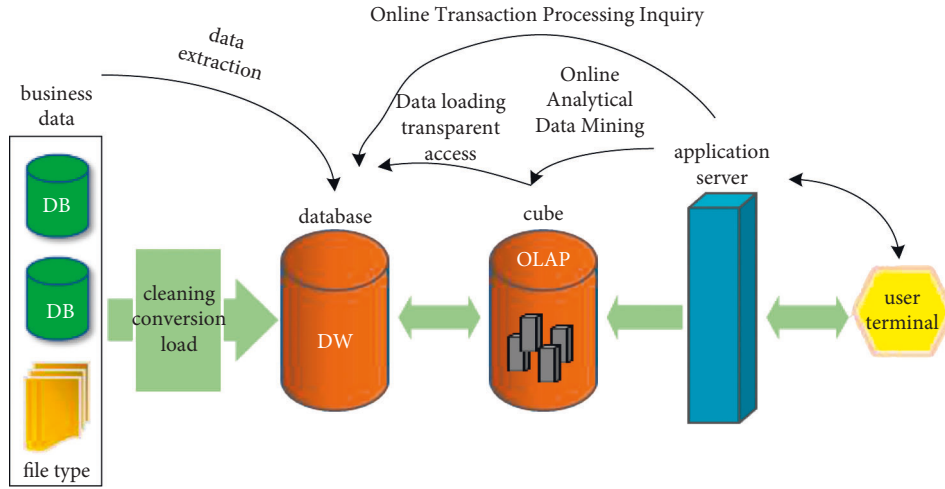 Online Transaction Processing Inquiry
data
extraction
business
data
Online
Analytical
Data Mining
Data loading
transparent
access
application
server
DB
database
cube
OLAP
DB
cleaning
conversion
load
DW
user
terminal
file type